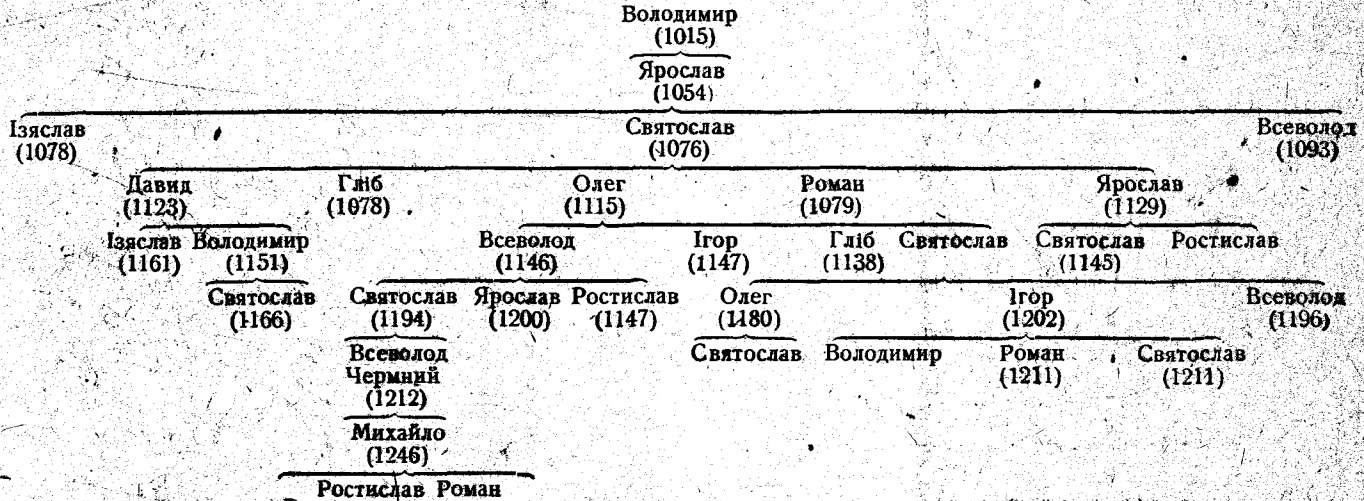 Володимир
(1015)
Ярослав
(1054)
Ізяслав Святослав Всеволод
(1078) (1076) (1093)
Давид Гліб Олег Роман Ярослав
(1123) (1078) (1115) (1079) (1129)
Ізяслав Володимир Всеволод Ігор Гліб Святослав Святослав Ростислав
(1161) (1151) (1146) (1147) (1138) (1145)
Святослав Святослав Ярослав Ростислав Олег Ігор Всеволод
(1166) (1194) (1200) (1147) (1180) (1202) (1196)
Всеволод Святослав Володимир Роман Святослав
Чермний (1211) (1211)
(1212)
Михайло
(1246)
Ростислав Роман